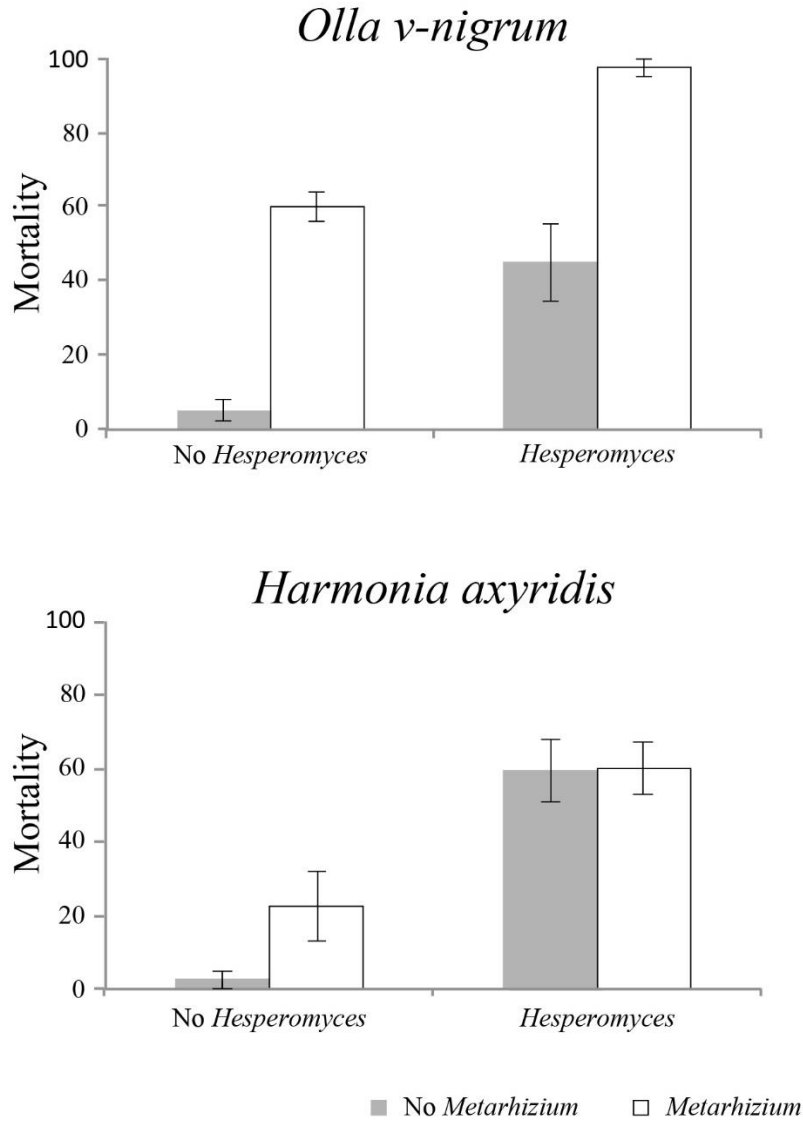 Olla v-nigrum
Mortality
100
80
60
40
20
0
No Hesperomyces
Hesperomyces
Harmonia axyridis
Mortality
100
80
60
40
20
0
No Hesperomyces
Hesperomyces
No Metarhizium
Metarhizium